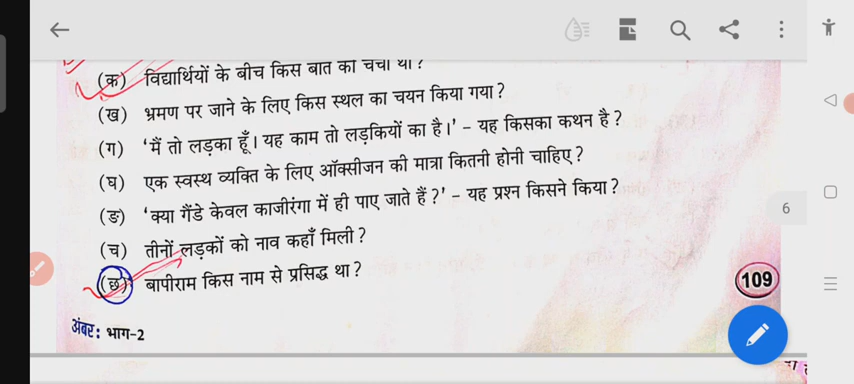 (क) विद्यार्थियों के बीच किस बात की चर्चा थी?
(ख) भ्रमण पर जाने के लिए किस स्थल का चयन किया गया?
(ग) 'मैं तो लड़का हूँ। यह काम तो लड़कियों का है।' – यह किसका कथन है?
(घ) एक स्वस्थ व्यक्ति के लिए ऑक्सीजन की मात्रा कितनी होनी चाहिए?
(ङ) 'क्या गैंडे केवल काजीरंगा में ही पाए जाते हैं?' – यह प्रश्न किसने किया?
6
(च) तीनों लड़कों को नाव कहाँ मिली?
(छ) बापीराम किस नाम से प्रसिद्ध था?
109
अंबर: भाग-2